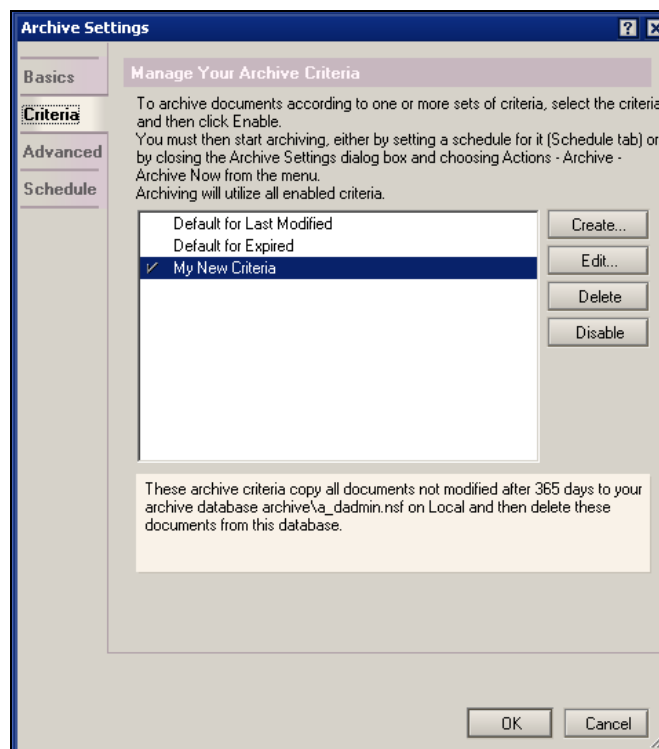 Archive Settings
Basics
Criteria
Advanced
Schedule
Manage Your Archive Criteria
To archive documents according to one or more sets of criteria, select the criteria
and then click Enable.
You must then start archiving, either by setting a schedule for it (Schedule tab) or
by closing the Archive Settings dialog box and choosing Actions - Archive -
Archive Now from the menu.
Archiving will utilize all enabled criteria.
Default for Last Modified
Default for Expired
My New Criteria
Create...
Edit...
Delete
Disable
These archive criteria copy all documents not modified after 365 days to your
archive database archive\a_dadmin.nsf on Local and then delete these
documents from this database.
OK
Cancel